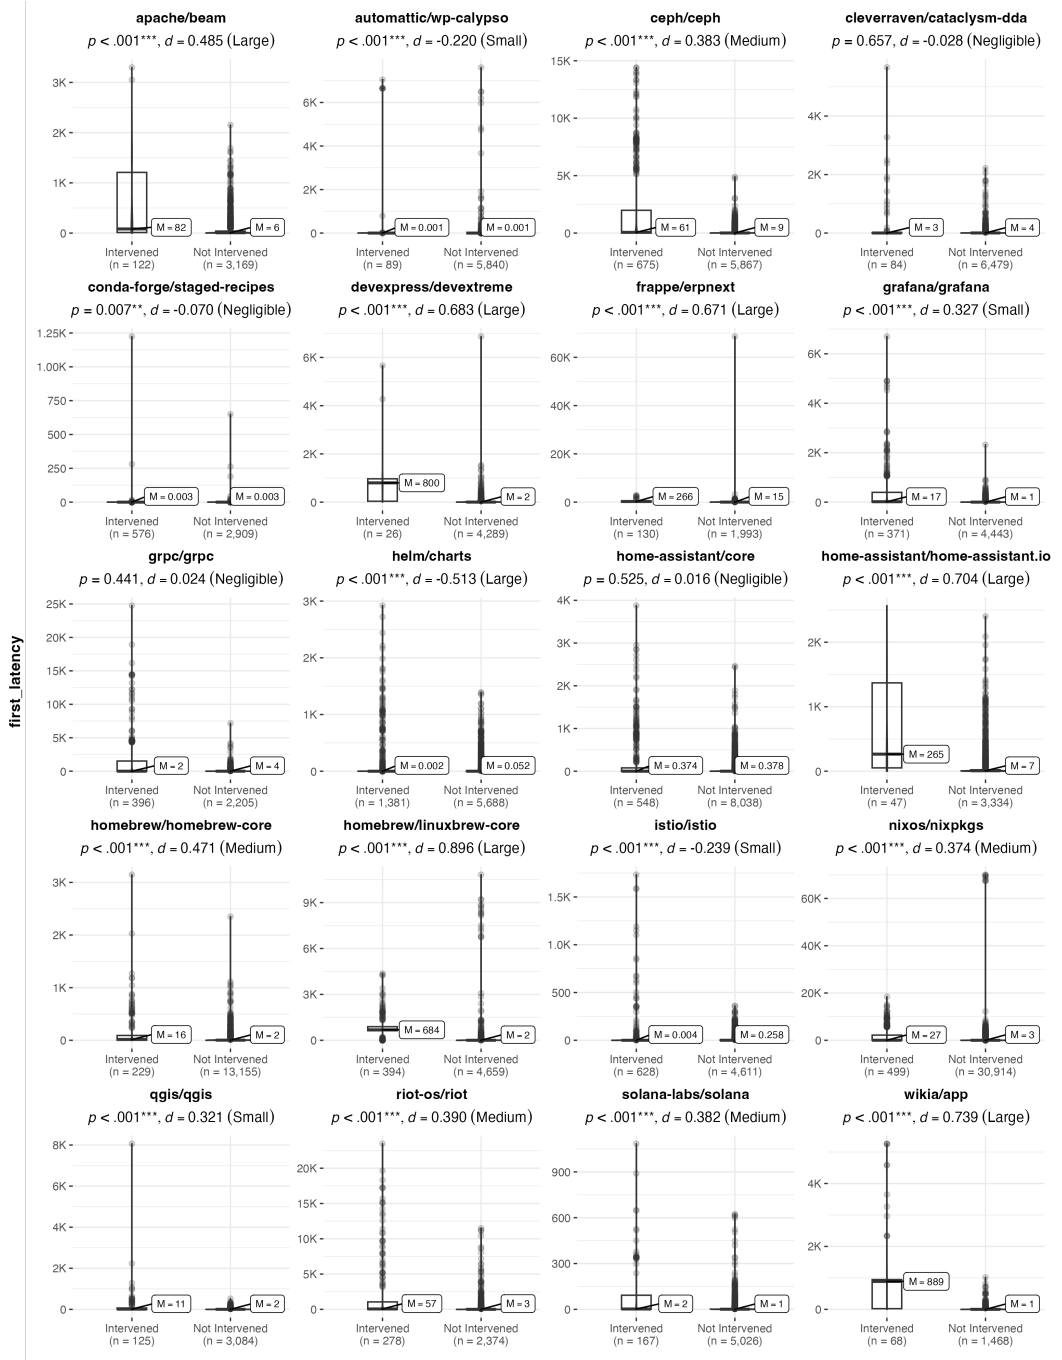 first_latency
apache/beam
p < .001***, d = 0.485 (Large)
3K
2K
1K
0
M = 82
M = 6
Intervened
(n = 122)
Not Intervened
(n = 3,169)
automattic/wp-calypso
p < .001***, d = -0.220 (Small)
6K
4K
2K
0
M = 0.001
M = 0.001
Intervened
(n = 89)
Not Intervened
(n = 5,840)
ceph/ceph
p < .001***, d = 0.383 (Medium)
15K
10K
5K
0
M = 61
M = 9
Intervened
(n = 675)
Not Intervened
(n = 5,867)
cleverraven/cataclysm-dda
p = 0.657, d = -0.028 (Negligible)
4K
2K
0
M = 3
M = 4
Intervened
(n = 84)
Not Intervened
(n = 6,479)
conda-forge/staged-recipes
p = 0.007**, d = -0.070 (Negligible)
1.25K
1.00K
750
500
250
0
M = 0.003
M = 0.003
Intervened
(n = 576)
Not Intervened
(n = 2,909)
devexpress/devextreme
p < .001***, d = 0.683 (Large)
6K
4K
2K
0
M = 800
M = 2
Intervened
(n = 26)
Not Intervened
(n = 4,289)
frappe/erpnext
p < .001***, d = 0.671 (Large)
60K
40K
20K
0
M = 266
M = 15
Intervened
(n = 130)
Not Intervened
(n = 1,993)
grafana/grafana
p < .001***, d = 0.327 (Small)
6K
4K
2K
0
M = 17
M = 1
Intervened
(n = 371)
Not Intervened
(n = 4,443)
grpc/grpc
p = 0.441, d = 0.024 (Negligible)
25K
20K
15K
10K
5K
0
M = 2
M = 4
Intervened
(n = 396)
Not Intervened
(n = 2,205)
helm/charts
p < .001***, d = -0.513 (Large)
3K
2K
1K
0
M = 0.002
M = 0.052
Intervened
(n = 1,381)
Not Intervened
(n = 5,688)
home-assistant/core
p = 0.525, d = 0.016 (Negligible)
4K
3K
2K
1K
0
M = 0.374
M = 0.378
Intervened
(n = 548)
Not Intervened
(n = 8,038)
home-assistant/home-assistant.io
p < .001***, d = 0.704 (Large)
2K
1K
0
M = 265
M = 7
Intervened
(n = 47)
Not Intervened
(n = 3,334)
homebrew/homebrew-core
p < .001***, d = 0.471 (Medium)
3K
2K
1K
0
M = 16
M = 2
Intervened
(n = 229)
Not Intervened
(n = 13,155)
homebrew/linuxbrew-core
p < .001***, d = 0.896 (Large)
9K
6K
3K
0
M = 684
M = 2
Intervened
(n = 394)
Not Intervened
(n = 4,659)
istio/istio
p < .001***, d = -0.239 (Small)
1.5K
1.0K
500
0
M = 0.004
M = 0.258
Intervened
(n = 628)
Not Intervened
(n = 4,611)
nixos/nixpkgs
p < .001***, d = 0.374 (Medium)
60K
40K
20K
0
M = 27
M = 3
Intervened
(n = 499)
Not Intervened
(n = 30,914)
qgis/qgis
p < .001***, d = 0.321 (Small)
8K
6K
4K
2K
0
M = 11
M = 2
Intervened
(n = 125)
Not Intervened
(n = 3,084)
riot-os/riot
p < .001***, d = 0.390 (Medium)
20K
15K
10K
5K
0
M = 57
M = 3
Intervened
(n = 278)
Not Intervened
(n = 2,374)
solana-labs/solana
p < .001***, d = 0.382 (Medium)
900
600
300
0
M = 2
M = 1
Intervened
(n = 167)
Not Intervened
(n = 5,026)
wikia/app
p < .001***, d = 0.739 (Large)
4K
2K
0
M = 889
M = 1
Intervened
(n = 68)
Not Intervened
(n = 1,468)